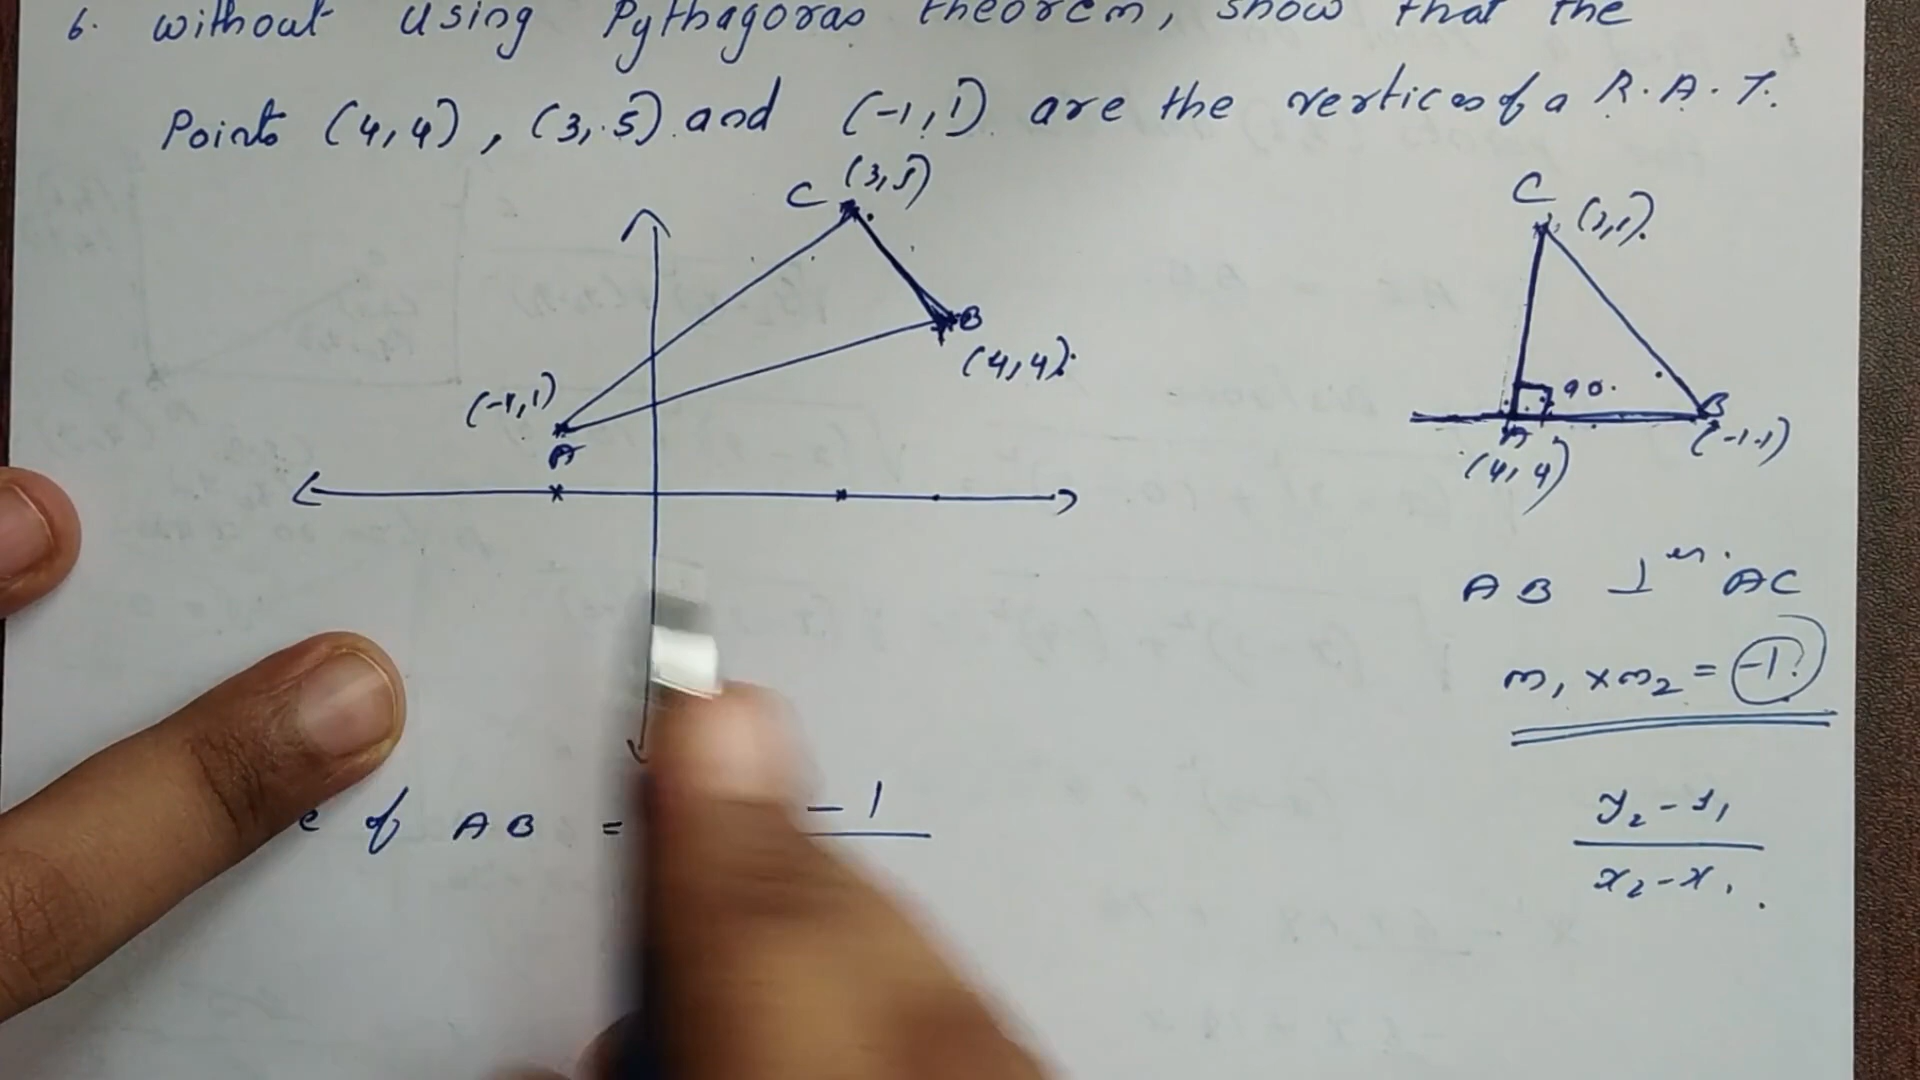 6. without using Pythagoras theorem, show that the
Points (4,4), (3,5) and (-1,1) are the vertices of a R.A.T.
C (3,5)
B
(4,4)
(-1,1)
A
C
90.
A
(4,4)
B
(-1,1)
AB ⊥er AC
m1 × m2 = -1
e of AB = - 1
y2 - y1
x2 - x1